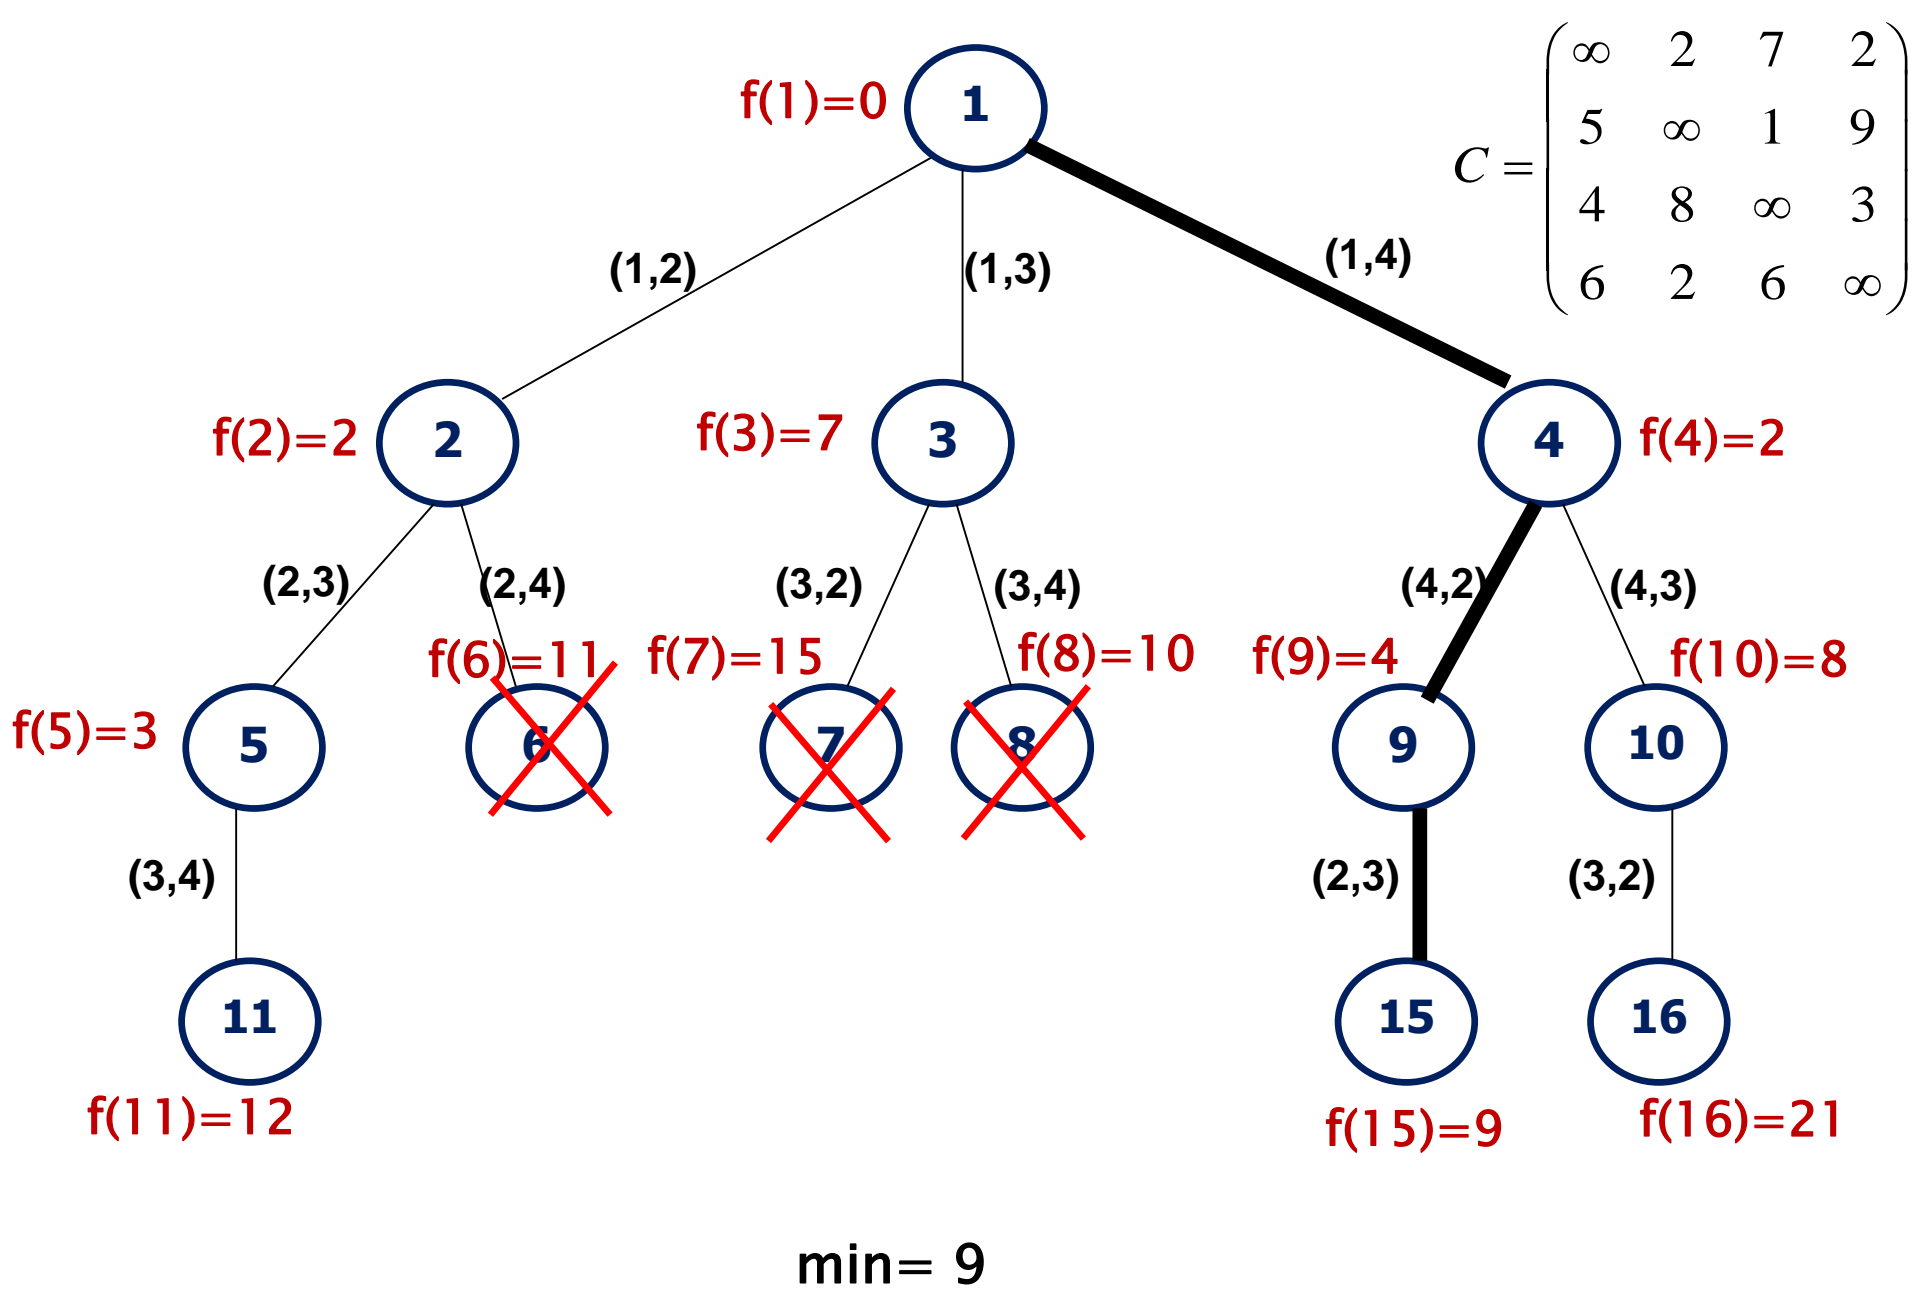 f(1)=0
1
C = ( ∞ 2 7 2
5 ∞ 1 9
4 8 ∞ 3
6 2 6 ∞ )
(1,2)
(1,3)
(1,4)
f(2)=2
2
f(3)=7
3
4
f(4)=2
(2,3)
(2,4)
(3,2)
(3,4)
(4,2)
(4,3)
f(6)=11
f(7)=15
f(8)=10
f(9)=4
f(10)=8
f(5)=3
5
6
7
8
9
10
(3,4)
(2,3)
(3,2)
11
15
16
f(11)=12
f(15)=9
f(16)=21
min= 9